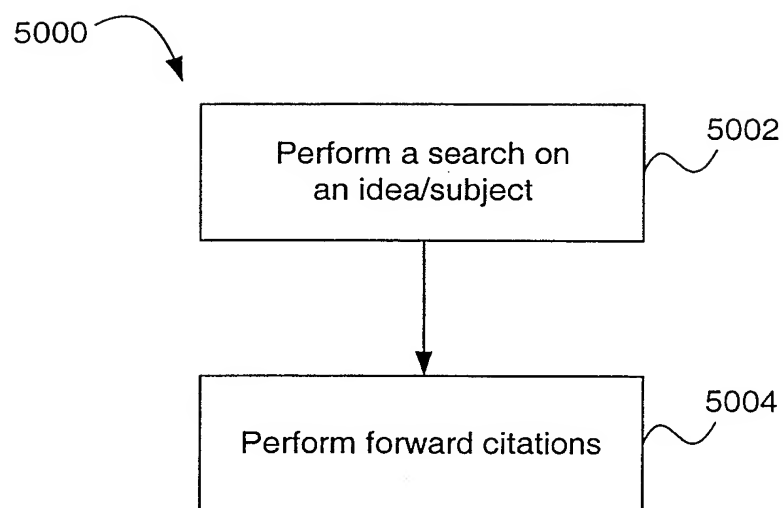 5000
5002
Perform a search on
an idea/subject
5004
Perform forward citations